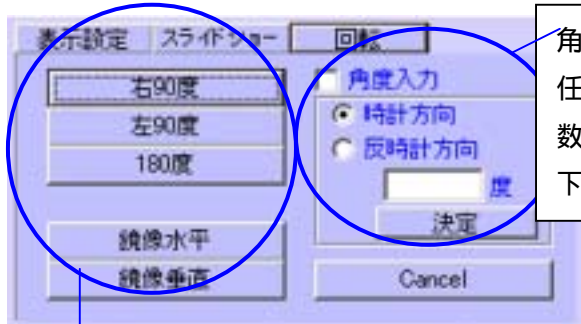 表示設定 スライドショー 回転
右90度
左90度
180度
鏡像水平
鏡像垂直
角度入力
時計方向
反時計方向
度
決定
Cancel
角
任
数
下